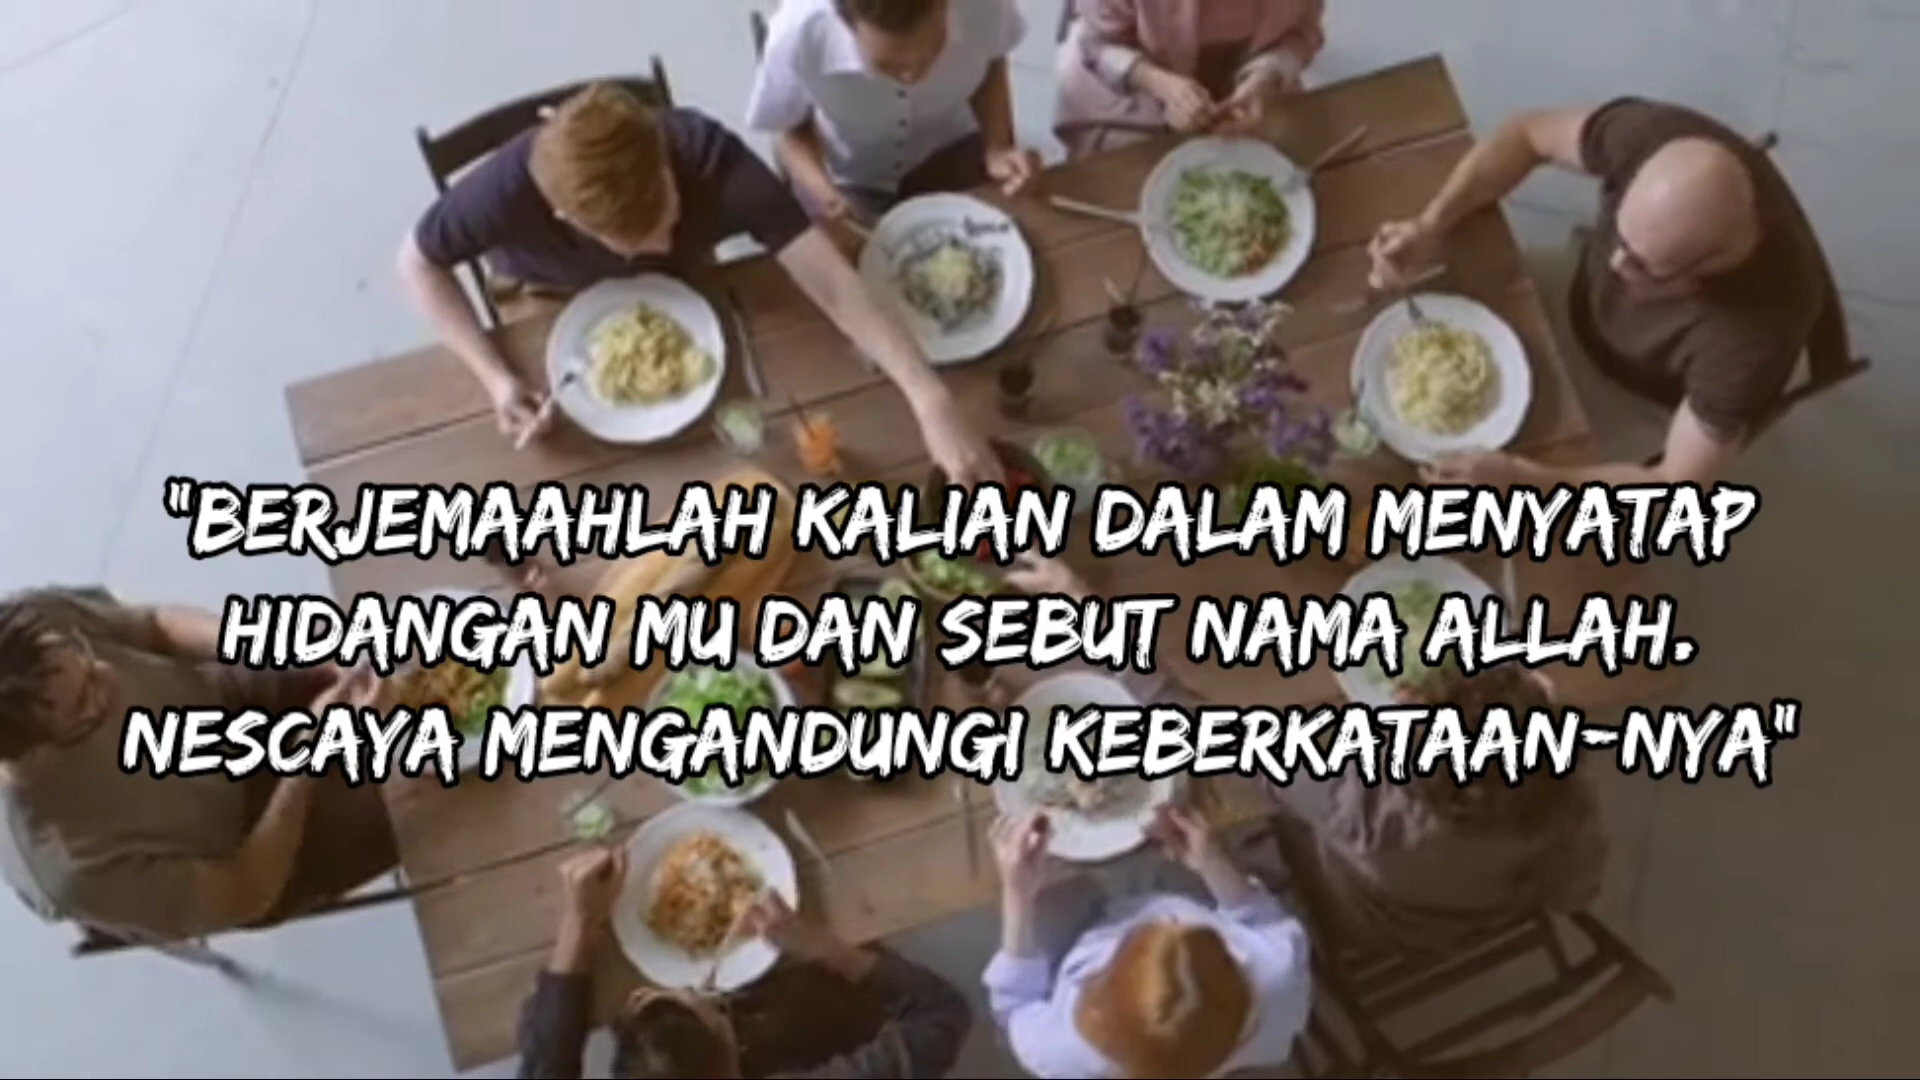 "BERJEMAAHLAH KALIAN DALAM MENYATAP
HIDANGAN MU DAN SEBUT NAMA ALLAH.
NESCAYA MENGANDUNGI KEBERKATAAN-NYA"